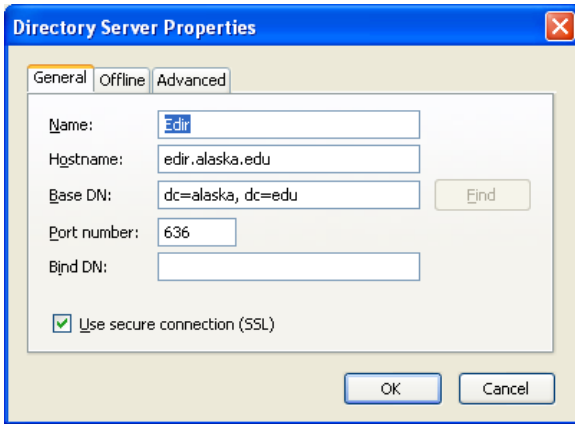 Directory Server Properties
General Offline Advanced
Name: Edir
Hostname: edir.alaska.edu
Base DN: dc=alaska, dc=edu Find
Port number: 636
Bind DN:
Use secure connection (SSL)
OK Cancel